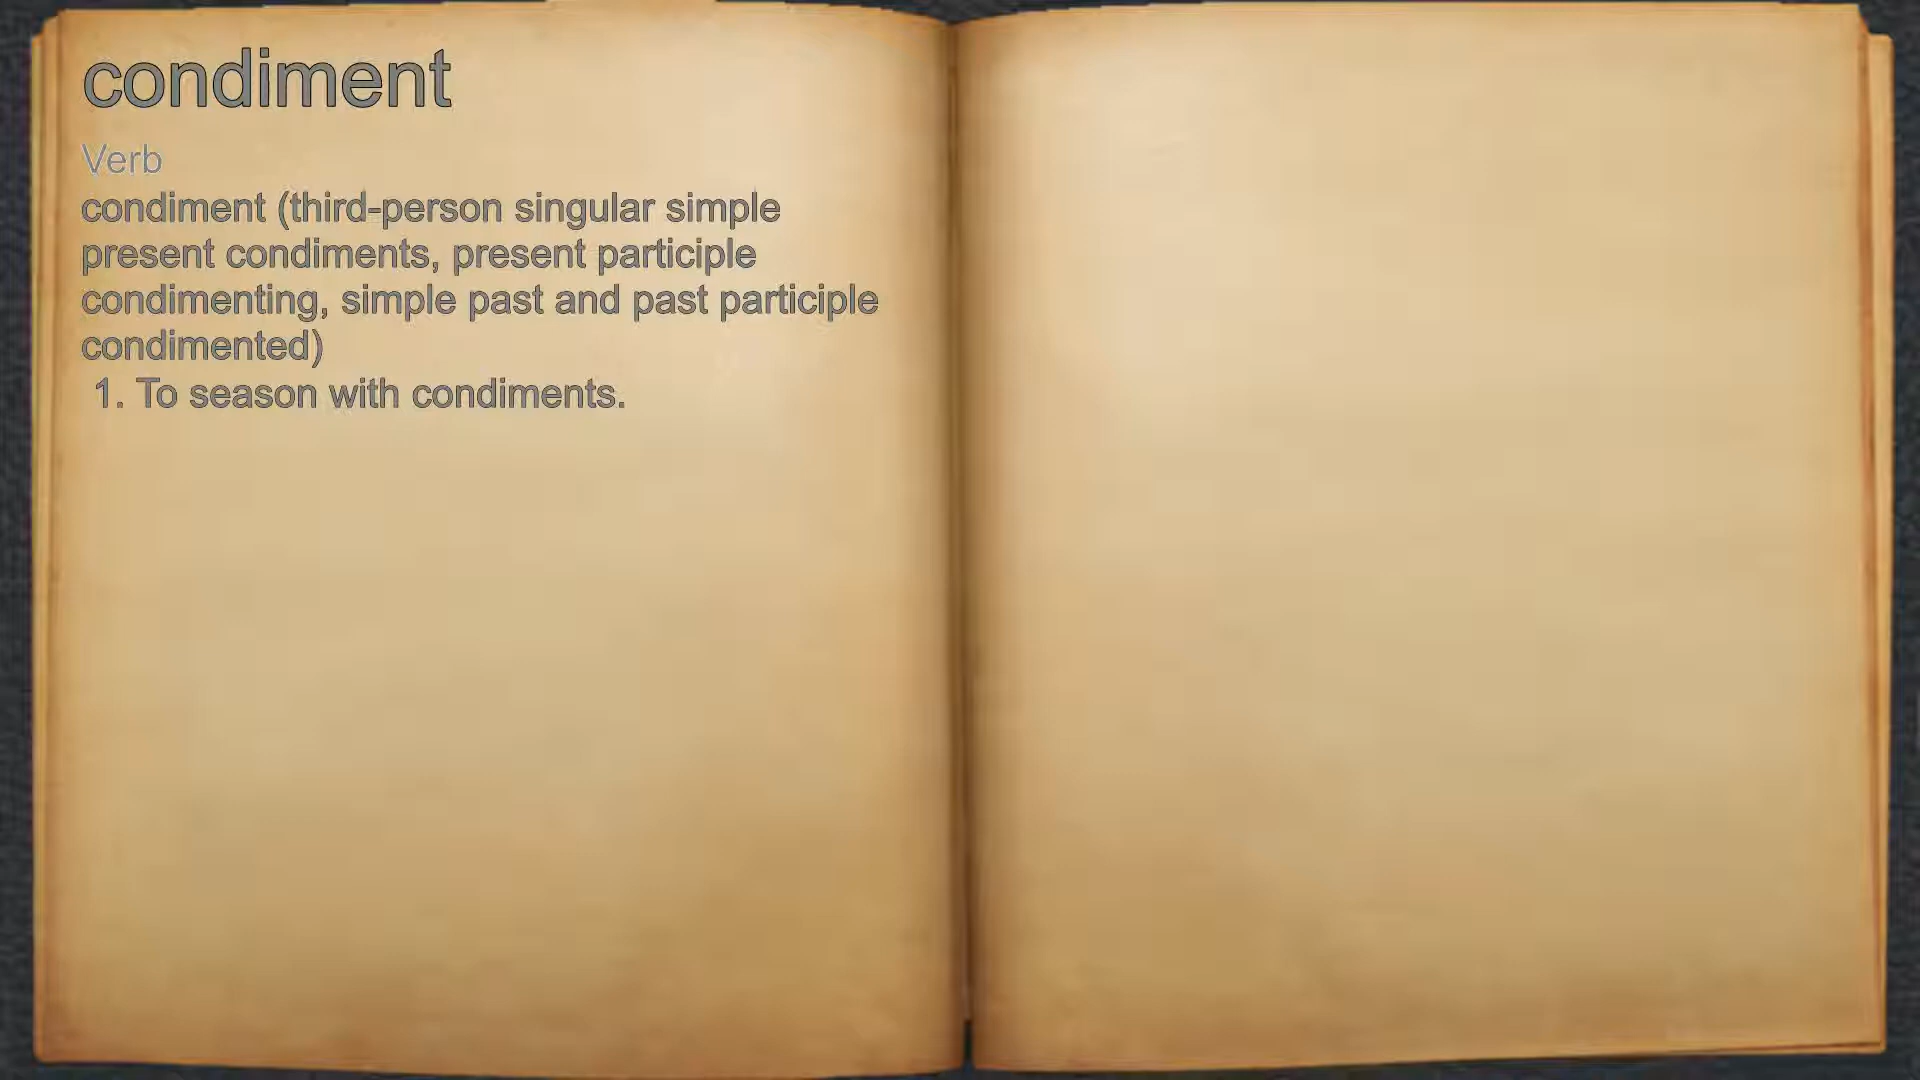 condiment
Verb
condiment (third-person singular simple
present condiments, present participle
condimenting, simple past and past participle
condimented)
1. To season with condiments.